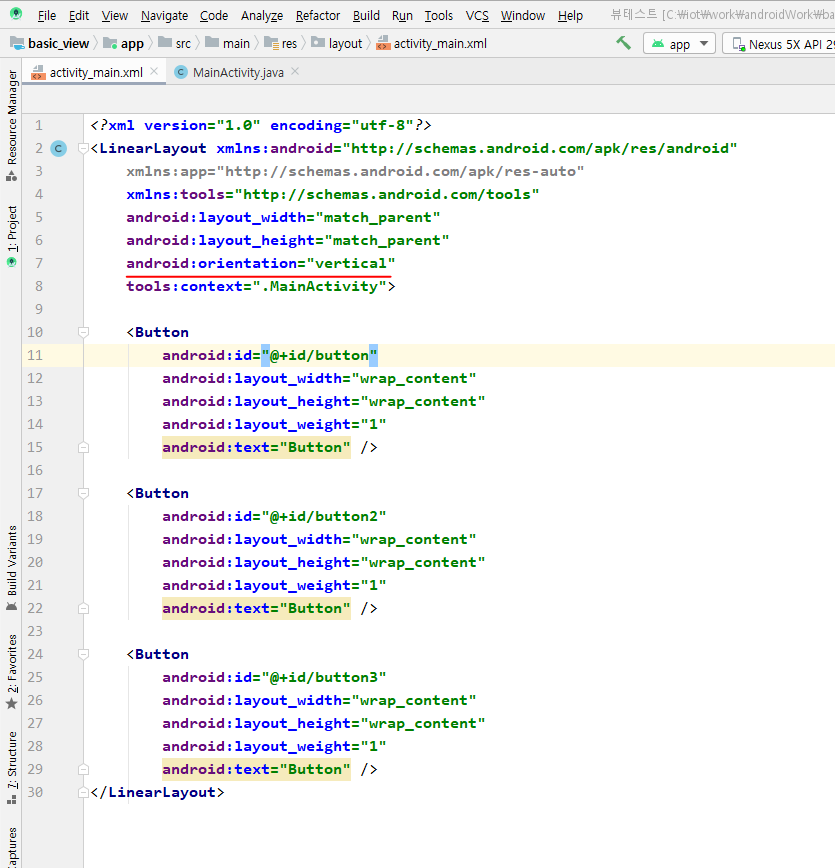 File Edit View Navigate Code Analyze Refactor Build Run Tools VCS Window Help 뷰테스트 [C:₩iot₩work₩androidWork₩ba
basic_view app src main res layout activity_main.xml app Nexus 5X API 29
activity_main.xml MainActivity.java
Resource Manager
1: Project
Build Variants
2: Favorites
7: Structure
aptures
1 <?xml version="1.0" encoding="utf-8"?>
2 C <LinearLayout xmlns:android="http://schemas.android.com/apk/res/android"
3 xmlns:app="http://schemas.android.com/apk/res-auto"
4 xmlns:tools="http://schemas.android.com/tools"
5 android:layout_width="match_parent"
6 android:layout_height="match_parent"
7 android:orientation="vertical"
8 tools:context=".MainActivity">
9
10 <Button
11 android:id="@+id/button"
12 android:layout_width="wrap_content"
13 android:layout_height="wrap_content"
14 android:layout_weight="1"
15 android:text="Button" />
16
17 <Button
18 android:id="@+id/button2"
19 android:layout_width="wrap_content"
20 android:layout_height="wrap_content"
21 android:layout_weight="1"
22 android:text="Button" />
23
24 <Button
25 android:id="@+id/button3"
26 android:layout_width="wrap_content"
27 android:layout_height="wrap_content"
28 android:layout_weight="1"
29 android:text="Button" />
30 </LinearLayout>